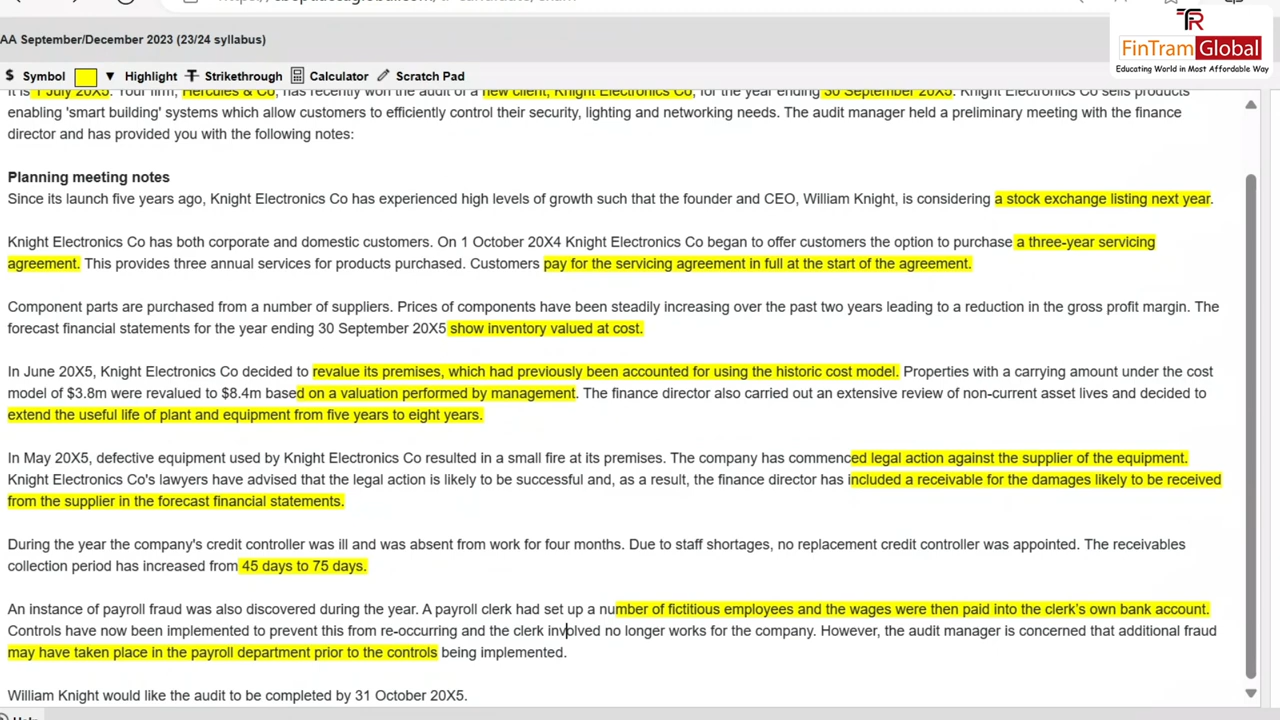 AA September/December 2023 (23/24 syllabus)
FinTram Global
Educating World in Most Affordable Way
$ Symbol ▼ Highlight T Strikethrough Calculator Scratch Pad
It is 1 July 20X5. Your firm, Hercules & Co, has recently won the audit of a new client, Knight Electronics Co, for the year ending 30 September 20X5. Knight Electronics Co sells products
enabling 'smart building' systems which allow customers to efficiently control their security, lighting and networking needs. The audit manager held a preliminary meeting with the finance
director and has provided you with the following notes:
Planning meeting notes
Since its launch five years ago, Knight Electronics Co has experienced high levels of growth such that the founder and CEO, William Knight, is considering a stock exchange listing next year.
Knight Electronics Co has both corporate and domestic customers. On 1 October 20X4 Knight Electronics Co began to offer customers the option to purchase a three-year servicing
agreement. This provides three annual services for products purchased. Customers pay for the servicing agreement in full at the start of the agreement.
Component parts are purchased from a number of suppliers. Prices of components have been steadily increasing over the past two years leading to a reduction in the gross profit margin. The
forecast financial statements for the year ending 30 September 20X5 show inventory valued at cost.
In June 20X5, Knight Electronics Co decided to revalue its premises, which had previously been accounted for using the historic cost model. Properties with a carrying amount under the cost
model of $3.8m were revalued to $8.4m based on a valuation performed by management. The finance director also carried out an extensive review of non-current asset lives and decided to
extend the useful life of plant and equipment from five years to eight years.
In May 20X5, defective equipment used by Knight Electronics Co resulted in a small fire at its premises. The company has commenced legal action against the supplier of the equipment.
Knight Electronics Co's lawyers have advised that the legal action is likely to be successful and, as a result, the finance director has included a receivable for the damages likely to be received
from the supplier in the forecast financial statements.
During the year the company's credit controller was ill and was absent from work for four months. Due to staff shortages, no replacement credit controller was appointed. The receivables
collection period has increased from 45 days to 75 days.
An instance of payroll fraud was also discovered during the year. A payroll clerk had set up a number of fictitious employees and the wages were then paid into the clerk's own bank account.
Controls have now been implemented to prevent this from re-occurring and the clerk involved no longer works for the company. However, the audit manager is concerned that additional fraud
may have taken place in the payroll department prior to the controls being implemented.
William Knight would like the audit to be completed by 31 October 20X5.